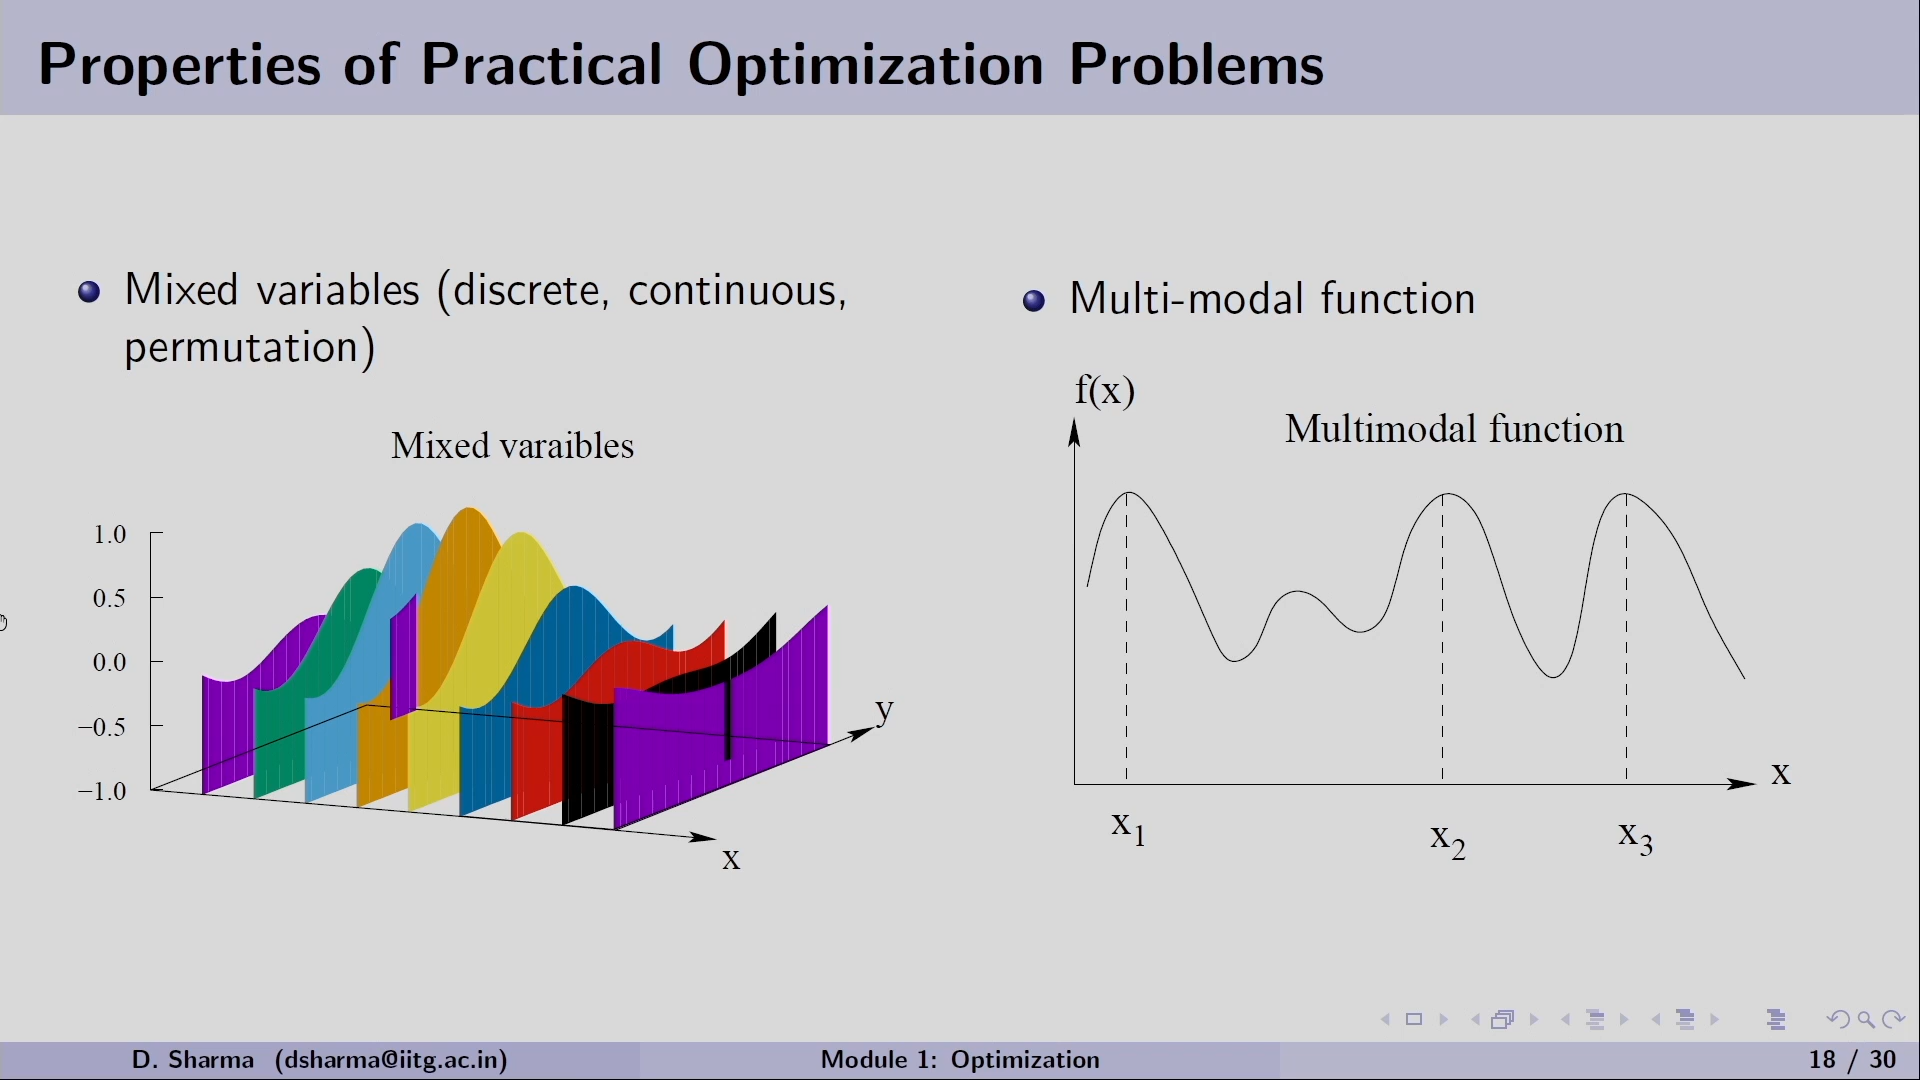 Properties of Practical Optimization Problems
Mixed variables (discrete, continuous,
permutation)
Mixed varaibles
1.0
0.5
0.0
−0.5
−1.0
y
x
Multi-modal function
f(x)
Multimodal function
x
x1
x2
x3
D. Sharma (dsharma@iitg.ac.in)
Module 1: Optimization
18 / 30